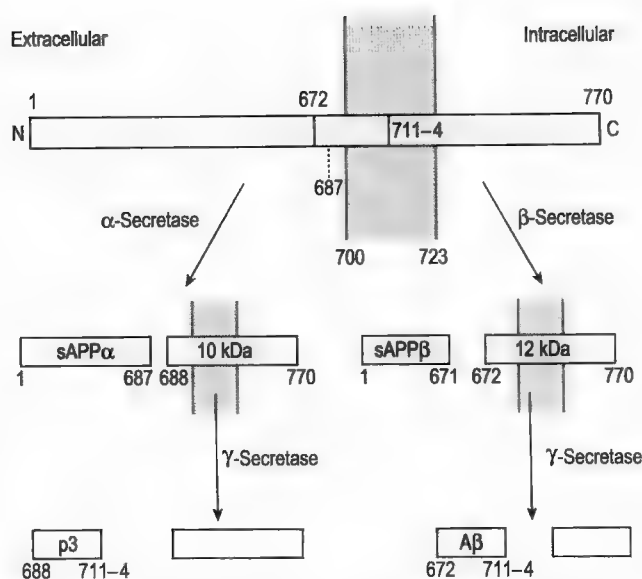 Extracellular Intracellular
1 672 770
N 711–4 C
687
α-Secretase β-Secretase
700 723
sAPPα 10 kDa sAPPβ 12 kDa
1 687 688 770 1 671 672 770
γ-Secretase γ-Secretase
p3 Aβ
688 711–4 672 711–4